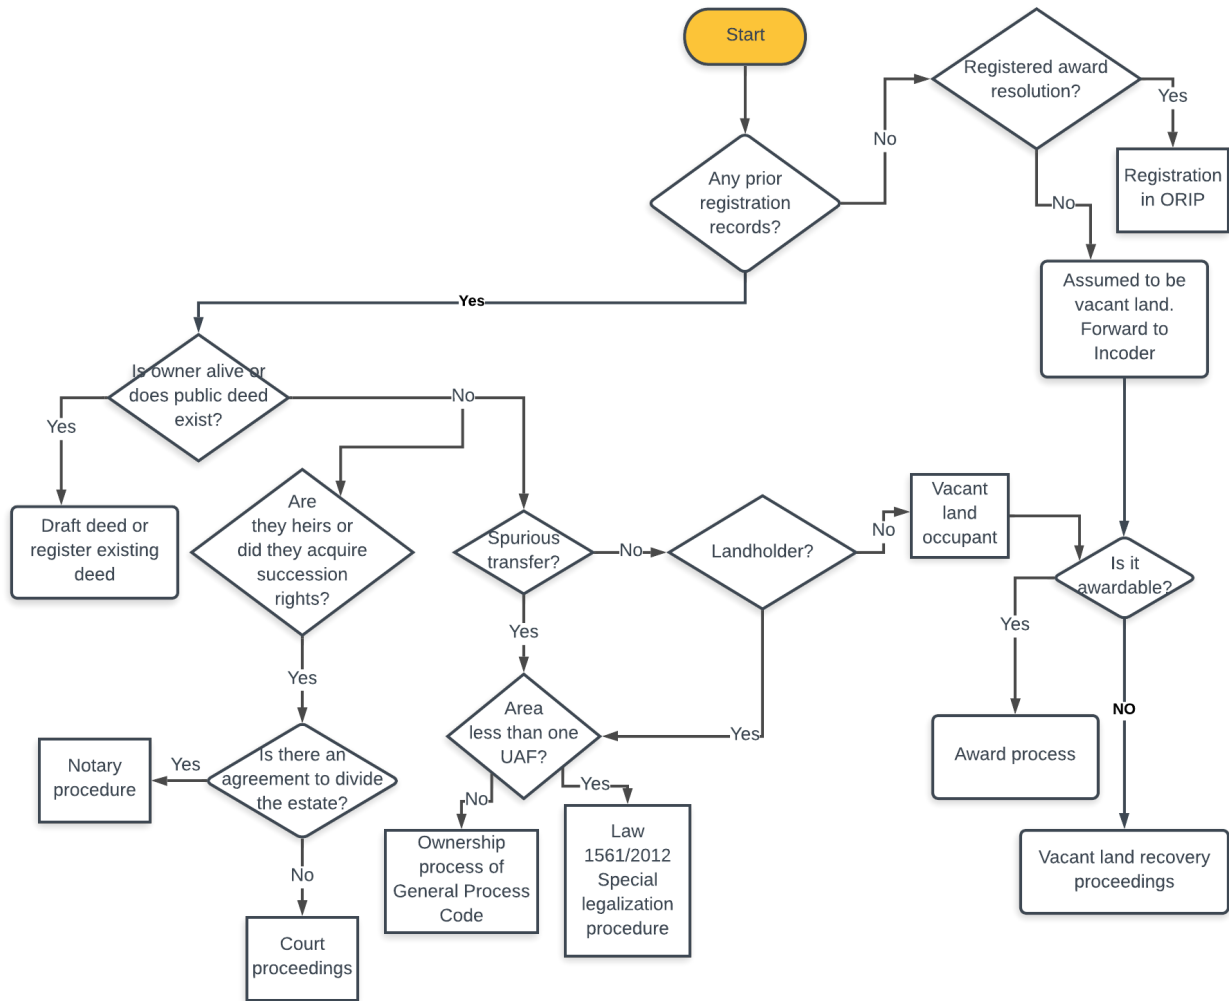 Start
Registered award
resolution?
Yes
No
Any prior
registration
records?
Registration
in ORIP
No
Assumed to be
vacant land.
Forward to
Incoder
Yes
Is owner alive or
does public deed
exist?
No
Yes
Draft deed or
register existing
deed
Are
they heirs or
did they acquire
succession
rights?
Spurious
transfer?
No
Landholder?
No
Vacant
land
occupant
Is it
awardable?
Yes
Yes
Yes
NO
Area
less than one
UAF?
Yes
Award process
Is there an
agreement to divide
the estate?
Yes
Notary
procedure
No
Yes
Ownership
process of
General Process
Code
Law
1561/2012
Special
legalization
procedure
Vacant land recovery
proceedings
No
Court
proceedings